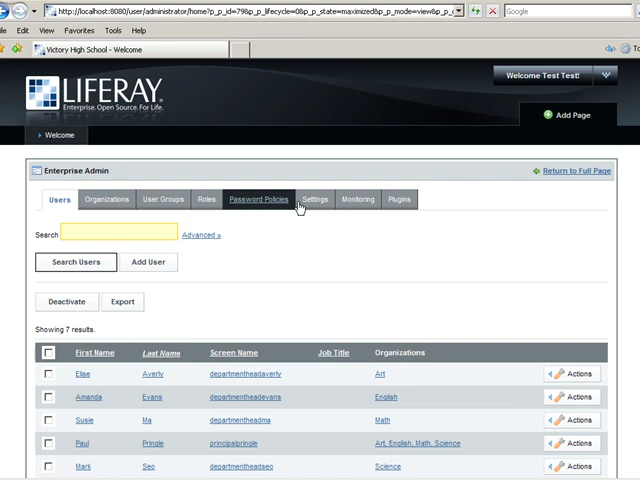 http://localhost:8080/user/administrator/home?p_p_id=79&p_p_lifecycle=0&p_p_state=maximized&p_p_mode=view&p_p_c
Google
Edit View Favorites Tools Help
Victory High School - Welcome
LIFERAY.
Enterprise. Open Source. For Life.
Welcome Test Test!
Add Page
Welcome
Enterprise Admin
Return to Full Page
Users Organizations User Groups Roles Password Policies Settings Monitoring Plugins
Search Advanced »
Search Users Add User
Deactivate Export
Showing 7 results.
First Name Last Name Screen Name Job Title Organizations
Elise Averly departmentheadaverly Art Actions
Amanda Evans departmentheadevans English Actions
Susie Ma departmentheadma Math Actions
Paul Pringle principalpringle Art, English, Math, Science Actions
Mark Seo departmentheadseo Science Actions